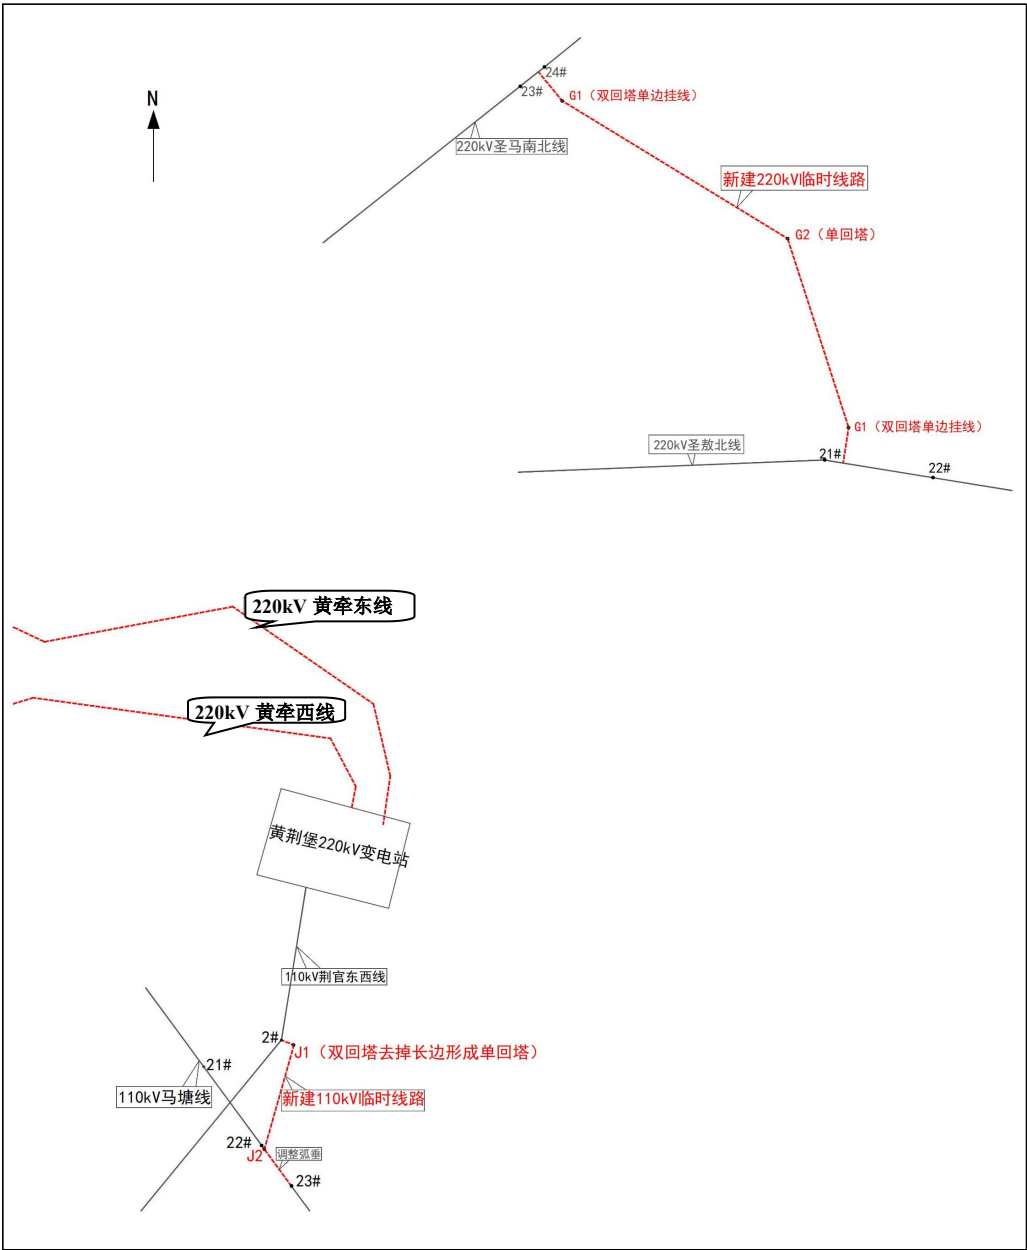 24#
23#
N
G1（双回塔单边挂线）
220kV圣马南北线
新建220kV临时线路
G2（单回塔）
G1（双回塔单边挂线）
220kV圣敖北线
21#
22#
220kV 黄牵东线
220kV 黄牵西线
黄荆堡220kV变电站
110kV荆官东西线
2#
J1（双回塔去掉长边形成单回塔）
21#
110kV马塘线
新建110kV临时线路
22#
J2
调整弧垂
23#